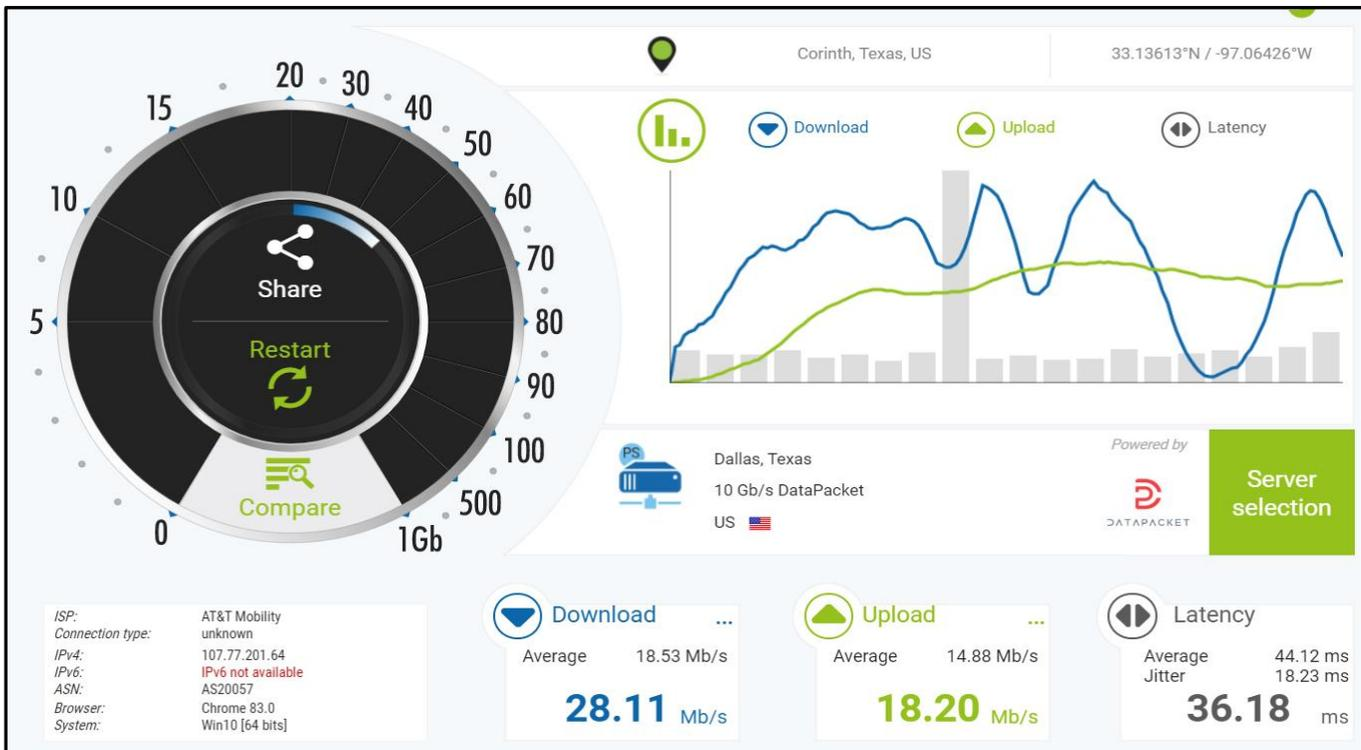 Corinth, Texas, US
33.13613°N / -97.06426°W
Download
Upload
Latency
0
5
10
15
20
30
40
50
60
70
80
90
100
500
1Gb
Share
Restart
Compare
PS
Dallas, Texas
10 Gb/s DataPacket
US
Powered by
DATAPACKET
Server
selection
ISP: AT&T Mobility
Connection type: unknown
IPv4: 107.77.201.64
IPv6: IPv6 not available
ASN: AS20057
Browser: Chrome 83.0
System: Win10 [64 bits]
Download ...
Average 18.53 Mb/s
28.11 Mb/s
Upload ...
Average 14.88 Mb/s
18.20 Mb/s
Latency
Average 44.12 ms
Jitter 18.23 ms
36.18 ms